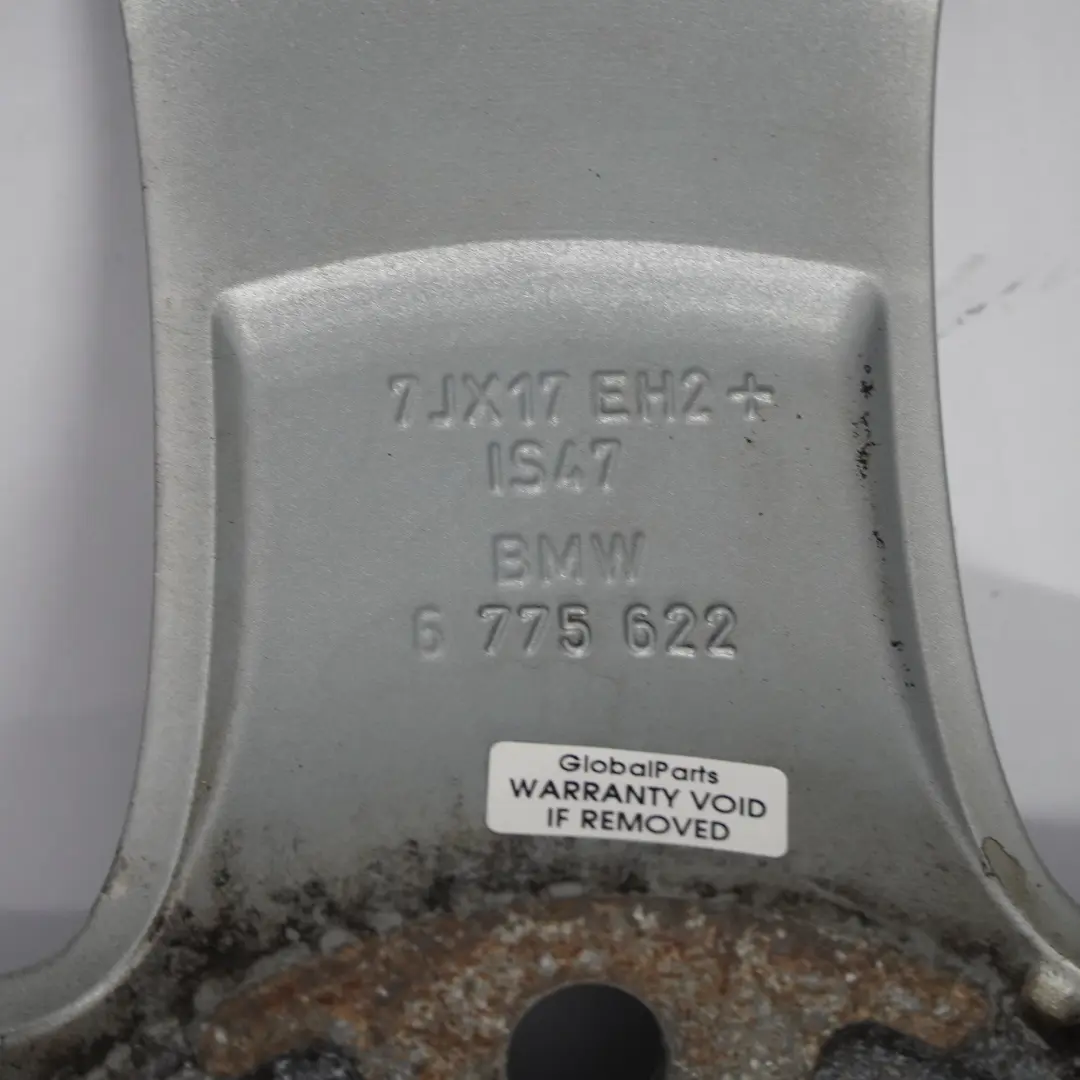 7JX17 EH2+
IS47
BMW
6 775 622
GlobalParts
WARRANTY VOID
IF REMOVED